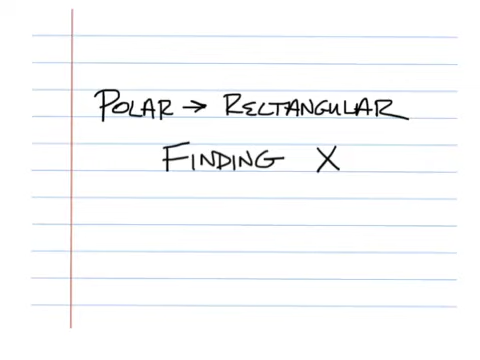 POLAR → RECTANGULAR
FINDING X